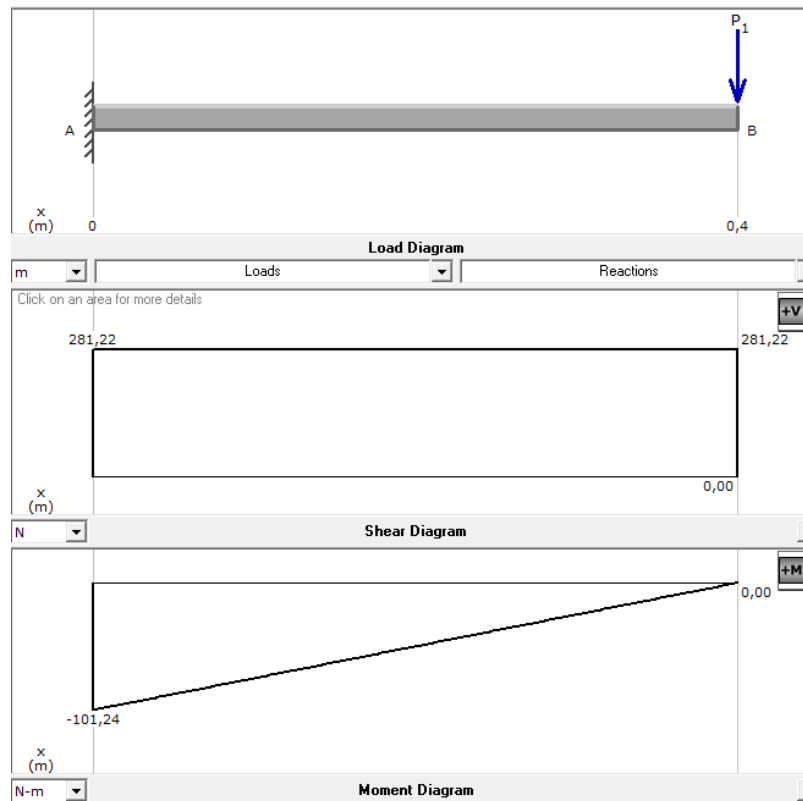 P1
A
B
x
(m)
0
0,4
Load Diagram
m
Loads
Reactions
Click on an area for more details
+V
281,22
281,22
0,00
x
(m)
N
Shear Diagram
+M
0,00
-101,24
x
(m)
N-m
Moment Diagram